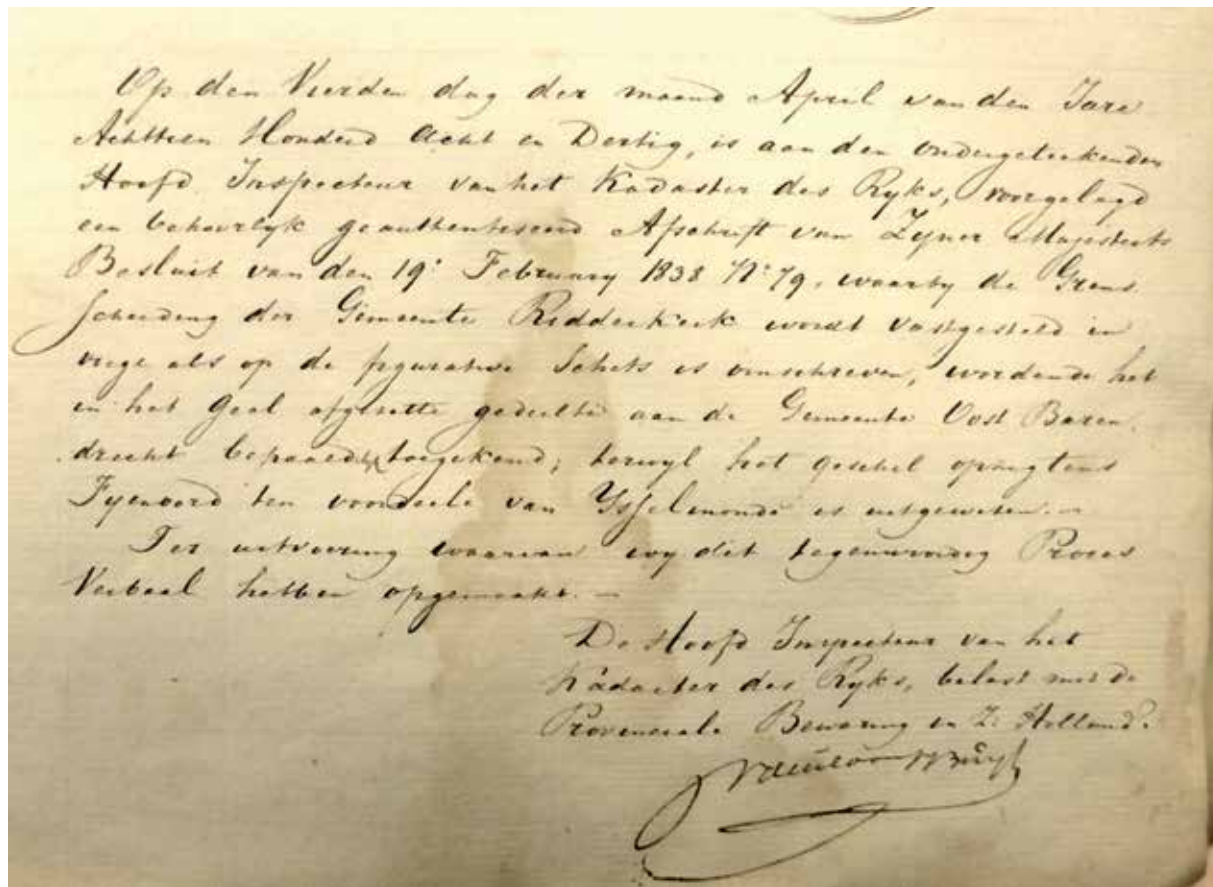 Op den Vierden dag der maand April van den Jare
Achttien Honderd Acht en Dertig, is aan den ondergeteekenden
Hoofd Inspecteur van het Kadaster des Ryks, voorgelegd
een behoorlyk geauthentiseerd Afschrift van Zyner Majesteits
Besluit van den 19e February 1838 No 79, waarby de Grens
scheiding der Gemeente Ridderkerk wordt vastgesteld in
voege als op de figurative Schets is omschreven, wordende het
in het Geel afgezette gedeelte aan de Gemeente Oost Baren,
drecht bepaald toegekend; terwyl het geschil opzigtens
Fyenoord ten voordeele van Ysselmonde is uitgewezen.—
Ter uitvoering waarvan wy dit tegenwoordig Proces
Verbaal hebben opgemaakt.—
De Hoofd Inspecteur van het
Kadaster des Ryks, belast met de
Provinciale Bewaring in Z. Holland.